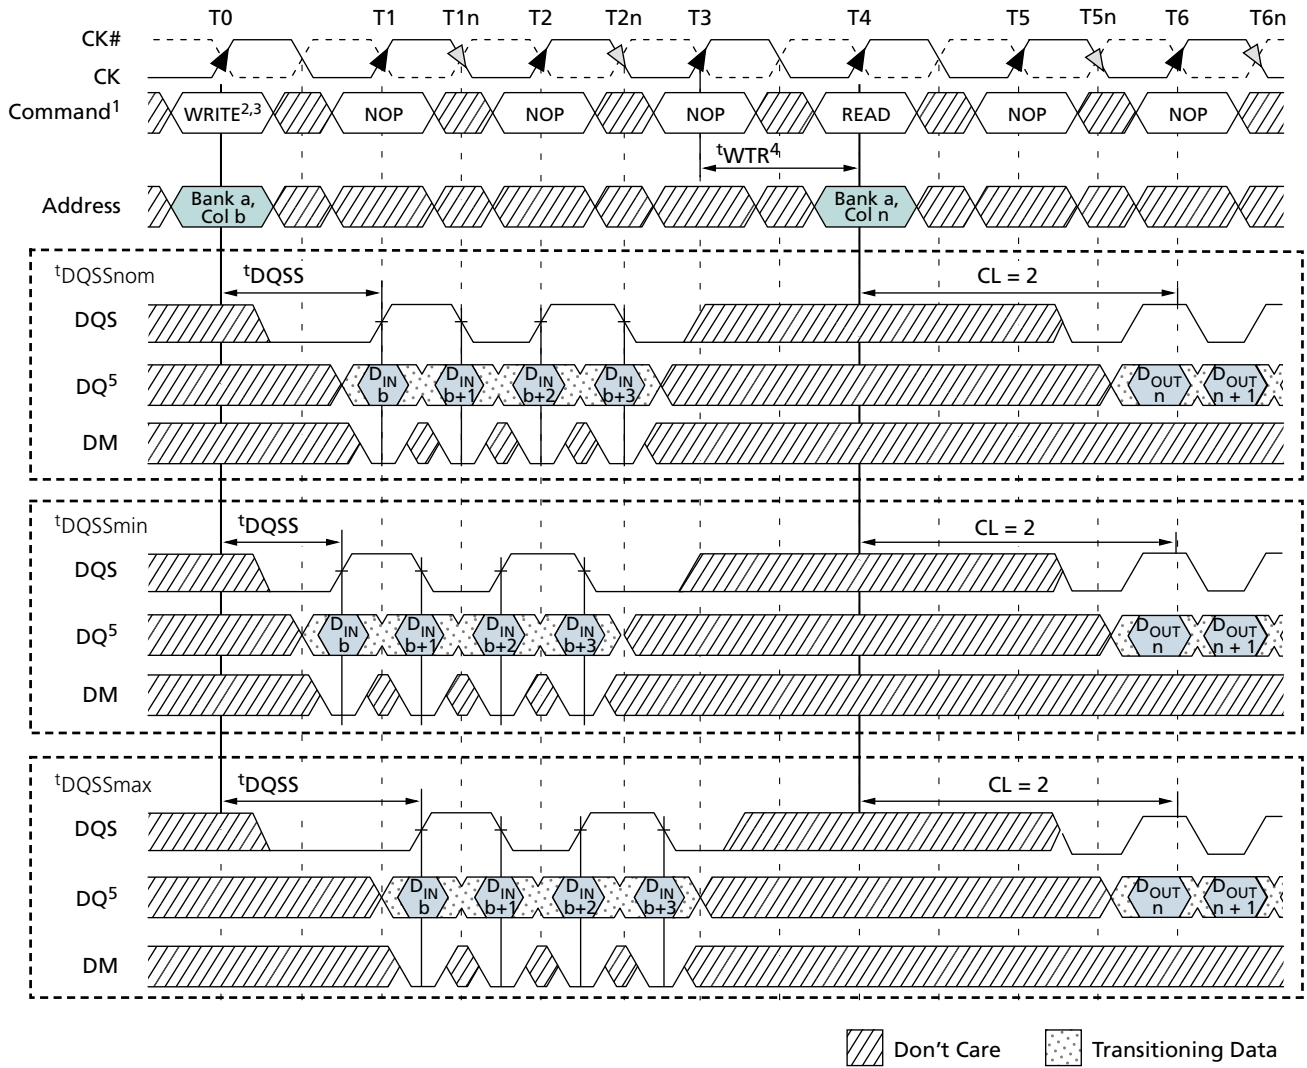 T0 T1 T1n T2 T2n T3 T4 T5 T5n T6 T6n
CK#
CK
Command¹ WRITE²,³ NOP NOP NOP READ NOP NOP
ᵗWTR⁴
Address Bank a, Col b Bank a, Col n
ᵗDQSSnom ᵗDQSS CL = 2
DQS
DQ⁵ DIN b DIN b+1 DIN b+2 DIN b+3 DOUT n DOUT n + 1
DM
ᵗDQSSmin ᵗDQSS CL = 2
DQS
DQ⁵ DIN b DIN b+1 DIN b+2 DIN b+3 DOUT n DOUT n + 1
DM
ᵗDQSSmax ᵗDQSS CL = 2
DQS
DQ⁵ DIN b DIN b+1 DIN b+2 DIN b+3 DOUT n DOUT n + 1
DM
Don't Care Transitioning Data